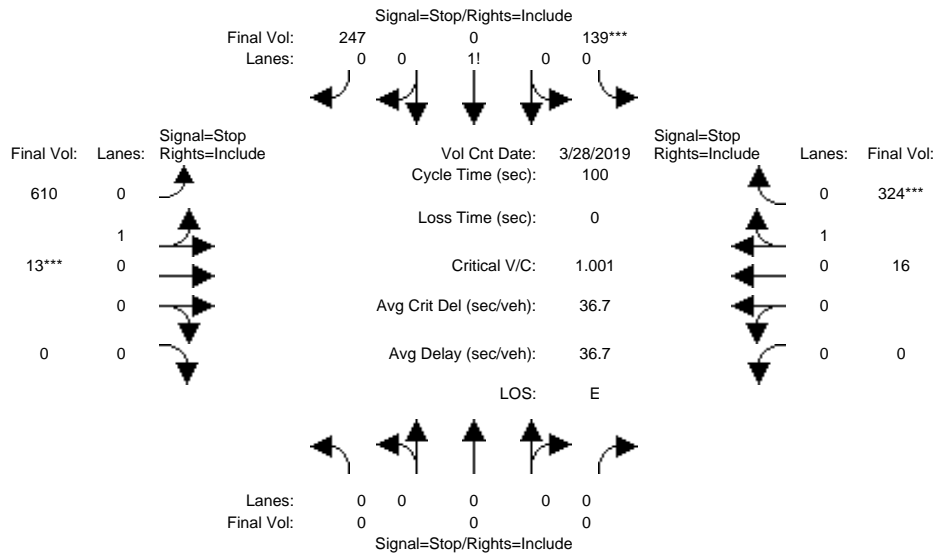 Signal=Stop/Rights=Include
Final Vol: 247 0 139***
Lanes: 0 0 1! 0 0
Signal=Stop Signal=Stop
Final Vol: Lanes: Rights=Include Vol Cnt Date: 3/28/2019 Rights=Include Lanes: Final Vol:
Cycle Time (sec): 100
610 0 0 324***
Loss Time (sec): 0
1 1
13*** 0 Critical V/C: 1.001 0 16
0 Avg Crit Del (sec/veh): 36.7 0
0 0 Avg Delay (sec/veh): 36.7 0 0
LOS: E
Lanes: 0 0 0 0 0
Final Vol: 0 0 0
Signal=Stop/Rights=Include